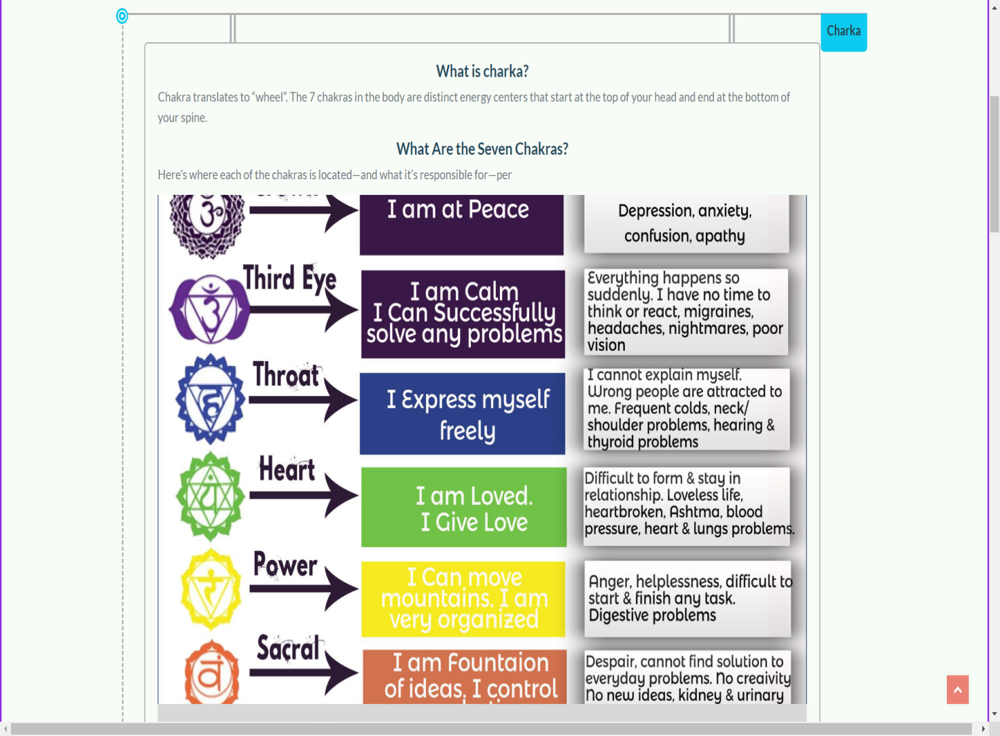 Charka
What is charka?
Chakra translates to “wheel”. The 7 chakras in the body are distinct energy centers that start at the top of your head and end at the bottom of
your spine.
What Are the Seven Chakras?
Here’s where each of the chakras is located—and what it’s responsible for—per
I am at Peace
Depression, anxiety,
confusion, apathy
Third Eye
I am Calm
I Can Successfully
solve any problems
Everything happens so
suddenly. I have no time to
think or react, migraines,
headaches, nightmares, poor
vision
Throat
I Express myself
freely
I cannot explain myself.
Wrong people are attracted to
me. Frequent colds, neck/
shoulder problems, hearing &
thyroid problems
Heart
I am Loved.
I Give Love
Difficult to form & stay in
relationship. Loveless life,
heartbroken, Ashtma, blood
pressure, heart & lungs problems.
Power
I Can move
mountains. I am
very organized
Anger, helplessness, difficult to
start & finish any task.
Digestive problems
Sacral
I am Fountaion
of ideas. I control
Despair, cannot find solution to
everyday problems. No creaivity
No new ideas, kidney & urinary